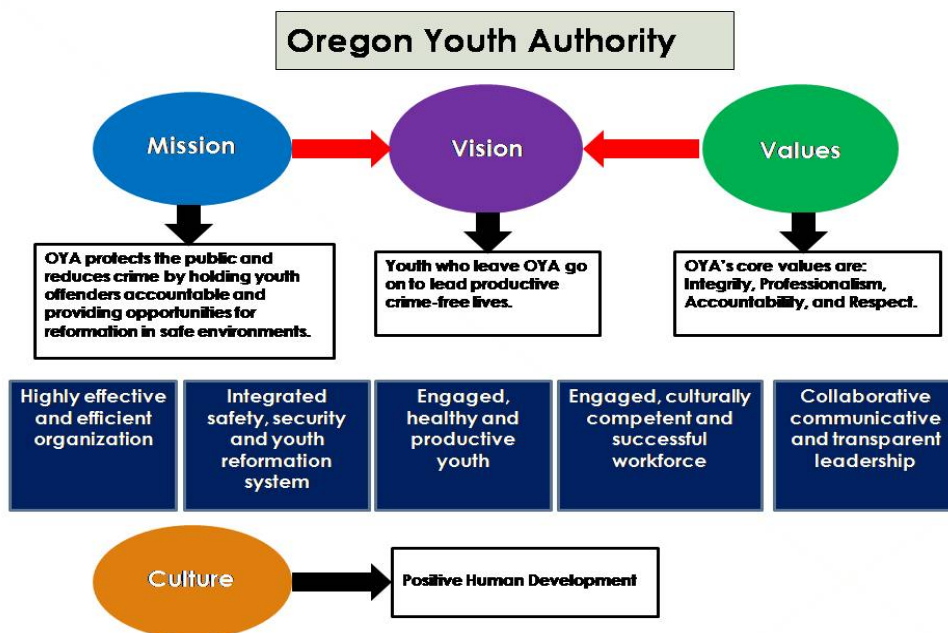 Oregon Youth Authority
Mission
Vision
Values
OYA protects the public and
reduces crime by holding youth
offenders accountable and
providing opportunities for
reformation in safe environments.
Youth who leave OYA go
on to lead productive
crime-free lives.
OYA's core values are:
Integrity, Professionalism,
Accountability, and Respect.
Highly effective
and efficient
organization
Integrated
safety, security
and youth
reformation
system
Engaged,
healthy and
productive
youth
Engaged, culturally
competent and
successful
workforce
Collaborative
communicative
and transparent
leadership
Culture
Positive Human Development